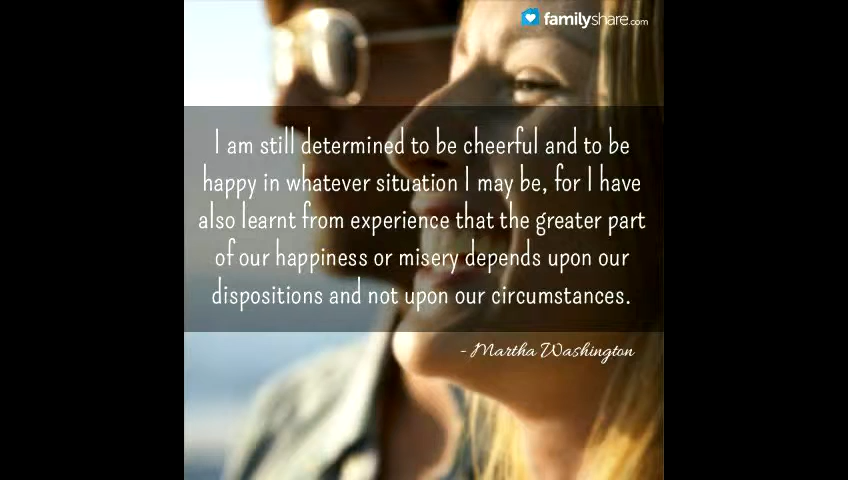 familyshare.com
I am still determined to be cheerful and to be
happy in whatever situation I may be, for I have
also learnt from experience that the greater part
of our happiness or misery depends upon our
dispositions and not upon our circumstances.
- Martha Washington